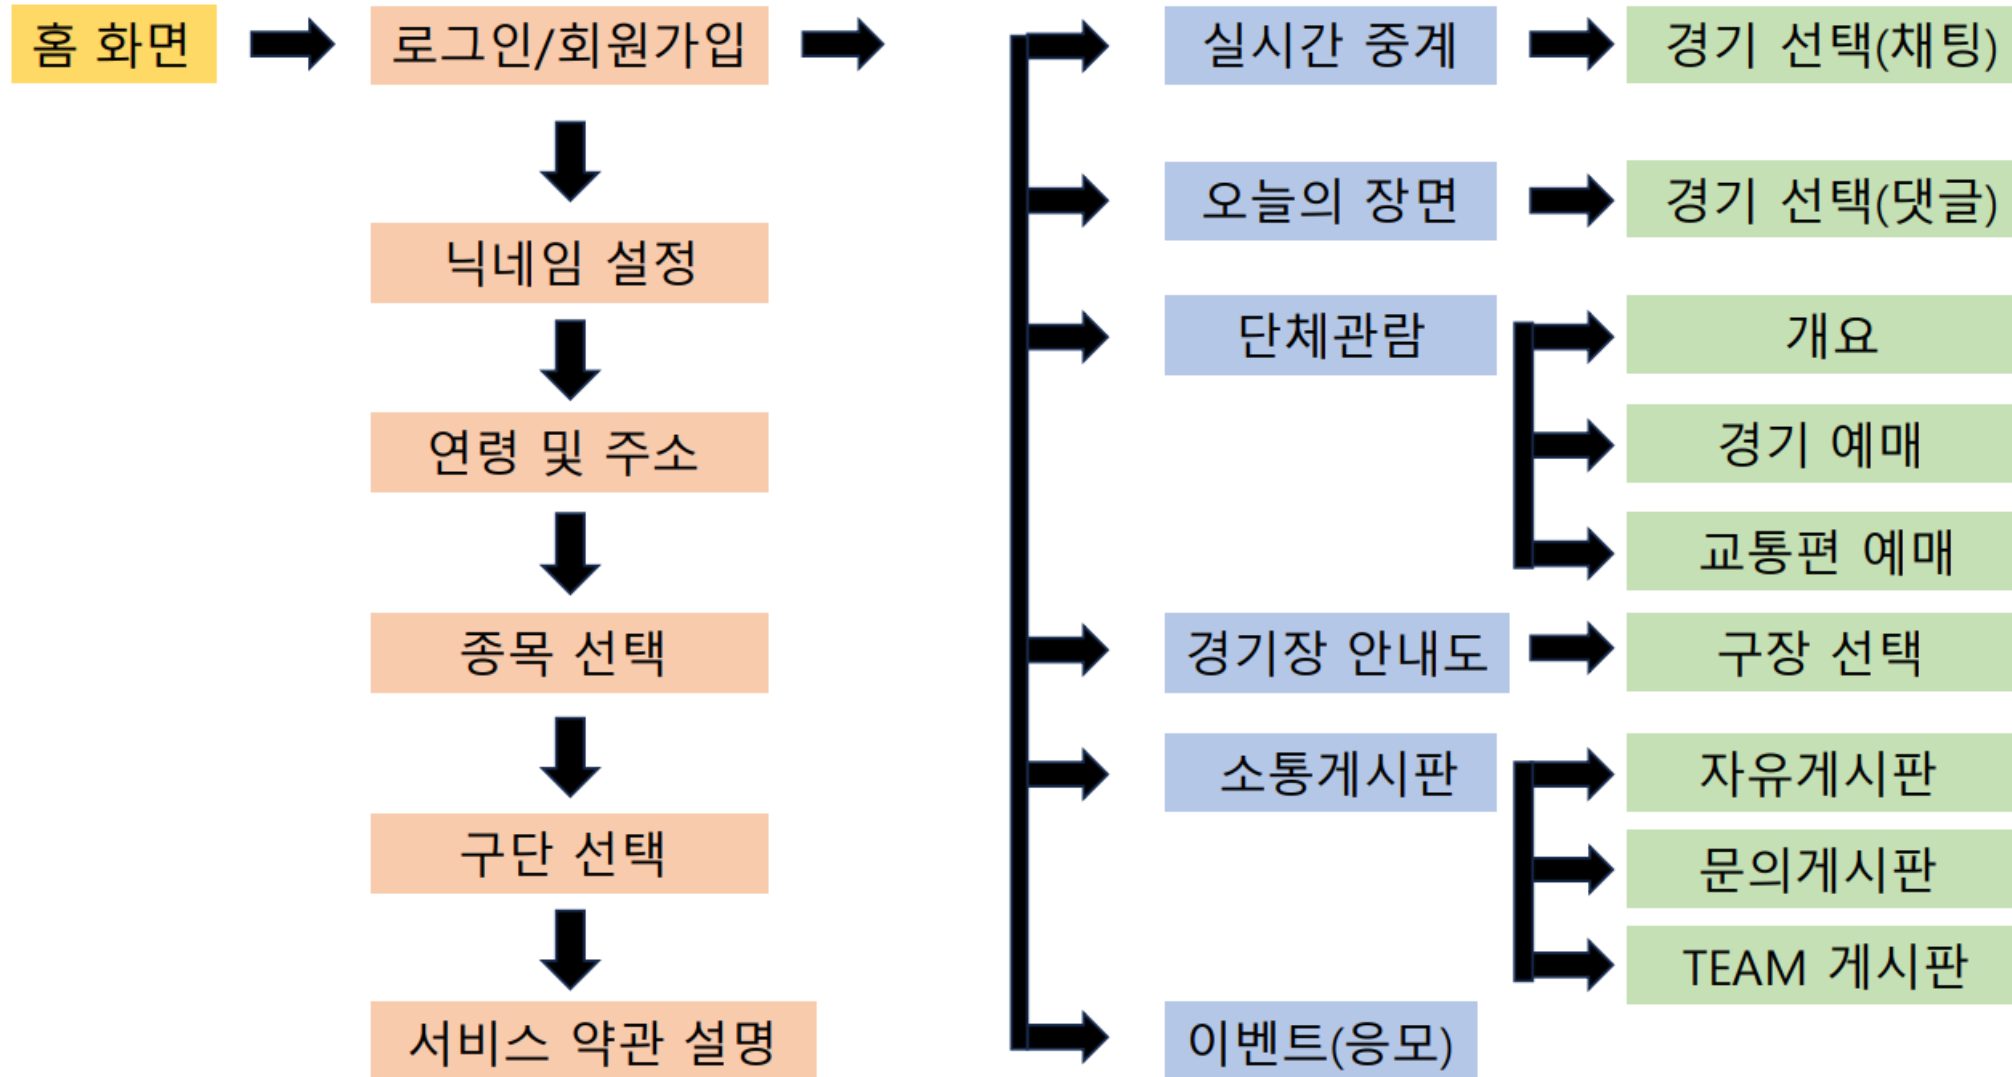 홈 화면
로그인/회원가입
닉네임 설정
연령 및 주소
종목 선택
구단 선택
서비스 약관 설명
실시간 중계
경기 선택(채팅)
오늘의 장면
경기 선택(댓글)
단체관람
개요
경기 예매
교통편 예매
경기장 안내도
구장 선택
소통게시판
자유게시판
문의게시판
TEAM 게시판
이벤트(응모)